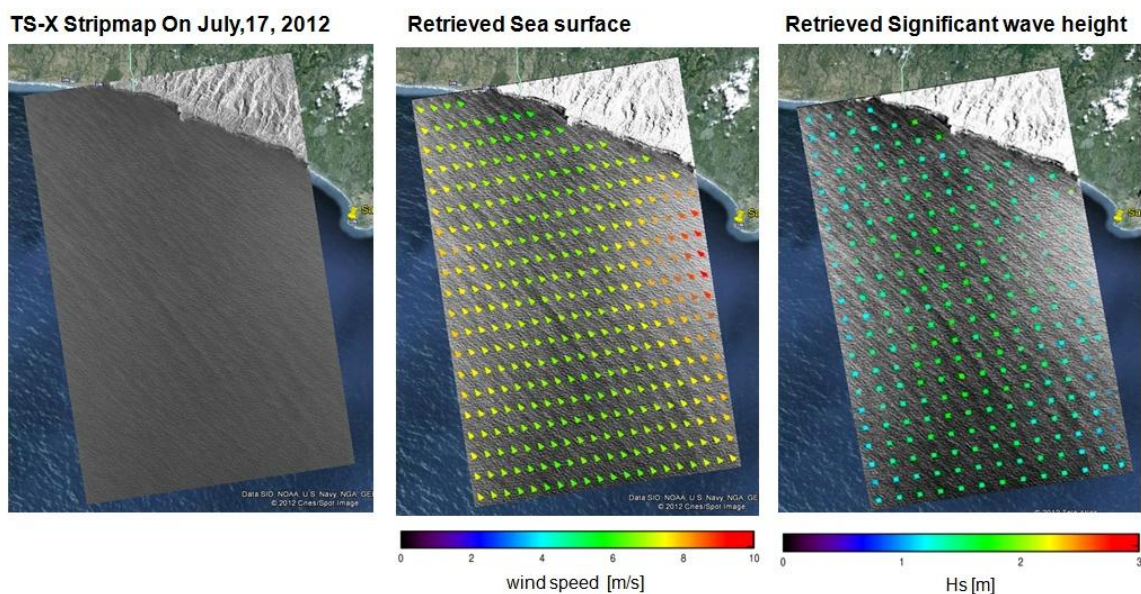 TS-X Stripmap On July,17, 2012
Retrieved Sea surface
Retrieved Significant wave height
Data SIO, NOAA, U.S. Navy, NGA, GE
© 2012 Cnes/Spot Image
Data SIO, NOAA, U.S. Navy, NGA, GE
© 2012 Cnes/Spot Image
0 2 4 6 8 10
wind speed [m/s]
0 1 2 3
Hs [m]